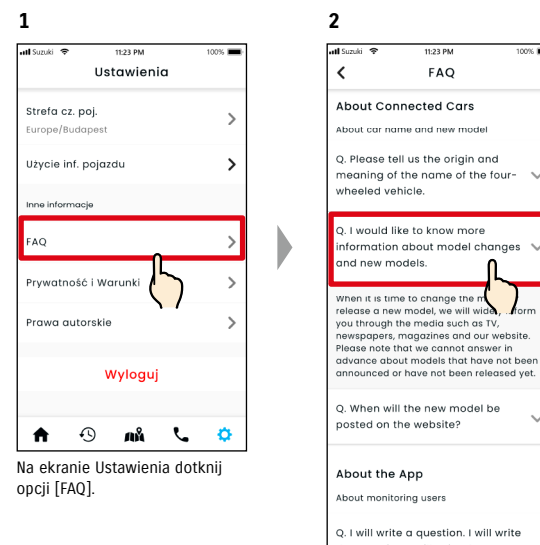 1
Suzuki 11:23 PM 100%
Ustawienia
Strefa cz. poj.
Europe/Budapest
Użycie inf. pojazdu
Inne informacje
FAQ
Prywatność i Warunki
Prawa autorskie
Wyloguj
Na ekranie Ustawienia dotknij
opcji [FAQ].
2
Suzuki 11:23 PM 100%
FAQ
About Connected Cars
About car name and new model
Q. Please tell us the origin and
meaning of the name of the four-
wheeled vehicle.
Q. I would like to know more
information about model changes
and new models.
When it is time to change the
release a new model, we will
you through the media such as TV,
newspapers, magazines and our website.
Please note that we cannot answer in
advance about models that have not been
announced or have not been released yet.
Q. When will the new model be
posted on the website?
About the App
About monitoring users
Q. I will write a question. I will write